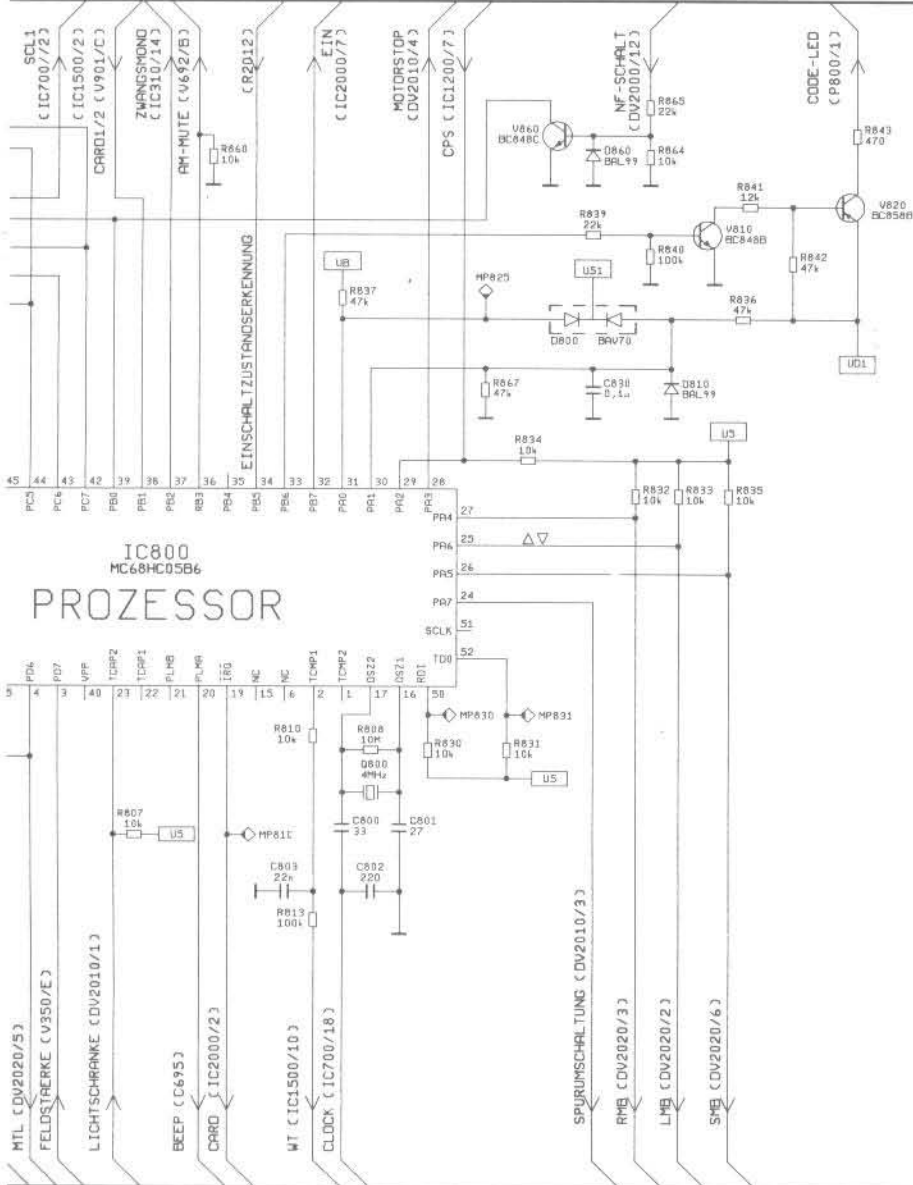 SCL1
(IC700//2)
(IC1500/2)
CARD1/2 (V901/C)
ZWANGSMONO
(IC310/14)
AM-MUTE (V692/B)
(R2012)
EIN
(IC2000/7)
MOTORSTOP
(DV2010/4)
CPS (IC1200/7)
NF-SCHALT
(DV2000/12)
CODE-LED
(P800/1)
R860
10k
V860
BC848C
D860
BAL99
R865
22k
R864
10k
R843
470
R841
12k
V820
BC858B
R839
22k
V810
BC848B
R840
100k
R842
47k
EINSCHALTZUSTANDSERKENNUNG
UB
R837
47k
MP825
US1
D800
BAV70
R836
47k
UD1
R867
47k
C830
0,1u
D810
BAL99
R834
10k
U5
R832
10k
R833
10k
R835
10k
45 44 43 42 39 38 37 36 35 34 33 32 31 30 29 28
PC5 PC6 PC7 PB0 PB1 PB2 RB3 PB4 PB5 PB6 PB7 PA0 PA1 PA2 PA3
PA4 27
PA6 25
PA5 26
PA7 24
SCLK 51
TDO 52
IC800
MC68HC05B6
PROZESSOR
PD6 PD7 VPP TCAP2 TCAP1 PLMB PLMA IRQ NC NC TCMP1 TCMP2 OSZ2 OSZ1 RDI
5 4 3 40 23 22 21 20 19 15 6 2 1 17 16 50
R810
10k
R808
10M
Q800
4MHz
MP830
MP831
R830
10k
R831
10k
U5
R807
10k
U5
MP810
C800
33
C801
27
C803
22n
C802
220
R813
100k
MTL (DV2020/5)
FELDSTAERKE (V350/E)
LICHTSCHRANKE (DV2010/1)
BEEP (C695)
CARD (IC2000/2)
WT (IC1500/10)
CLOCK (IC700/18)
SPURUMSCHALTUNG (DV2010/3)
RMB (DV2020/3)
LMB (DV2020/2)
SMB (DV2020/6)